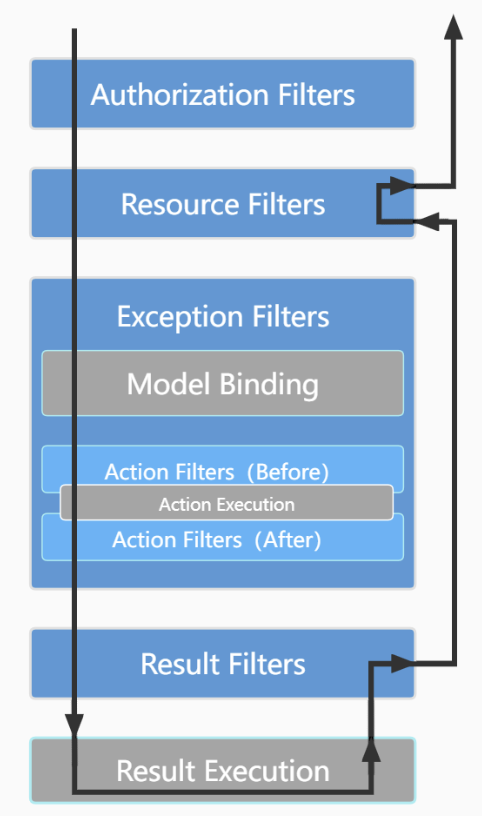 Authorization Filters
Resource Filters
Exception Filters
Model Binding
Action Filters（Before）
Action Execution
Action Filters（After）
Result Filters
Result Execution